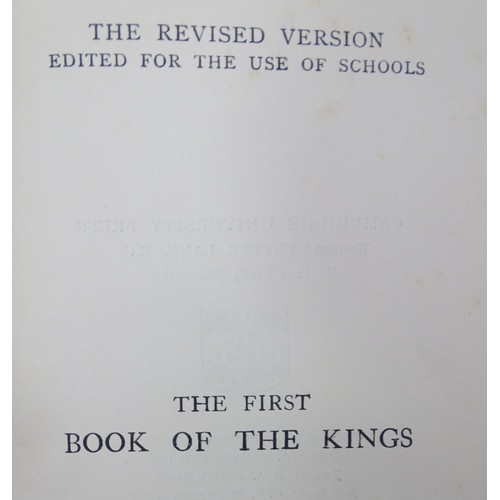 THE REVISED VERSION
EDITED FOR THE USE OF SCHOOLS
THE FIRST
BOOK OF THE KINGS